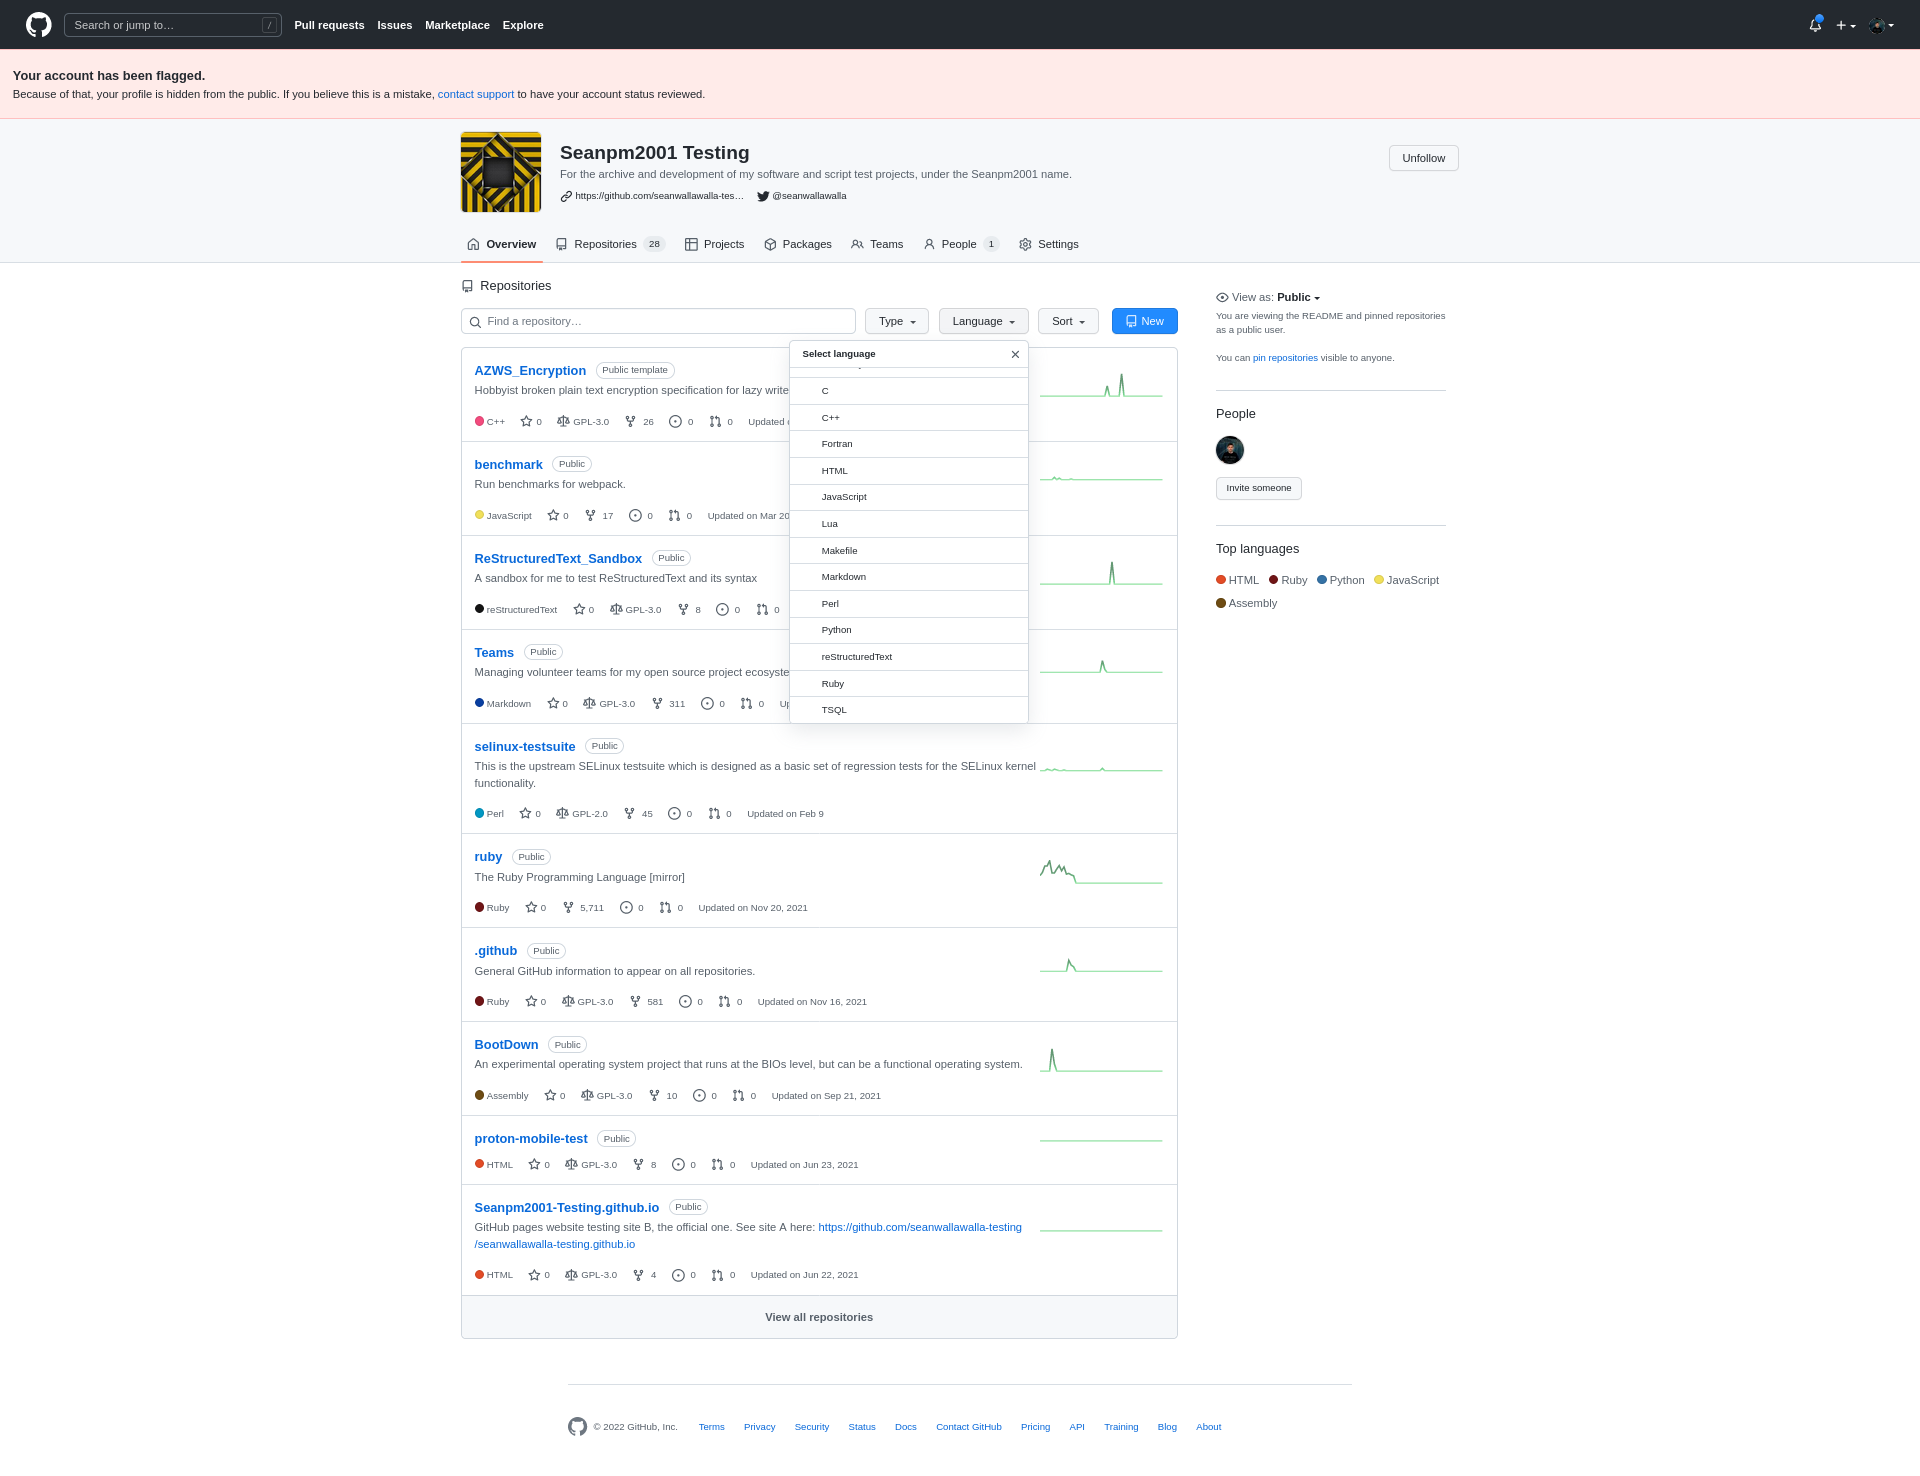 Search or jump to…
/
Pull requests
Issues
Marketplace
Explore
Your account has been flagged.
Because of that, your profile is hidden from the public. If you believe this is a mistake, contact support to have your account status reviewed.
Seanpm2001 Testing
For the archive and development of my software and script test projects, under the Seanpm2001 name.
https://github.com/seanwallawalla-tes… @seanwallawalla
Unfollow
Overview
Repositories 28
Projects
Packages
Teams
People 1
Settings
Repositories
Find a repository…
Type
Language
Sort
New
Select language
C
C++
Fortran
HTML
JavaScript
Lua
Makefile
Markdown
Perl
Python
reStructuredText
Ruby
TSQL
AZWS_Encryption Public template
Hobbyist broken plain text encryption specification for lazy write
C++ 0 GPL-3.0 26 0 0 Updated
benchmark Public
Run benchmarks for webpack.
JavaScript 0 17 0 0 Updated on Mar 20
ReStructuredText_Sandbox Public
A sandbox for me to test ReStructuredText and its syntax
reStructuredText 0 GPL-3.0 8 0 0
Teams Public
Managing volunteer teams for my open source project ecosyste
Markdown 0 GPL-3.0 311 0 0 Up
selinux-testsuite Public
This is the upstream SELinux testsuite which is designed as a basic set of regression tests for the SELinux kernel
functionality.
Perl 0 GPL-2.0 45 0 0 Updated on Feb 9
ruby Public
The Ruby Programming Language [mirror]
Ruby 0 5,711 0 0 Updated on Nov 20, 2021
.github Public
General GitHub information to appear on all repositories.
Ruby 0 GPL-3.0 581 0 0 Updated on Nov 16, 2021
BootDown Public
An experimental operating system project that runs at the BIOs level, but can be a functional operating system.
Assembly 0 GPL-3.0 10 0 0 Updated on Sep 21, 2021
proton-mobile-test Public
HTML 0 GPL-3.0 8 0 0 Updated on Jun 23, 2021
Seanpm2001-Testing.github.io Public
GitHub pages website testing site B, the official one. See site A here: https://github.com/seanwallawalla-testing
/seanwallawalla-testing.github.io
HTML 0 GPL-3.0 4 0 0 Updated on Jun 22, 2021
View all repositories
View as: Public
You are viewing the README and pinned repositories
as a public user.
You can pin repositories visible to anyone.
People
Invite someone
Top languages
HTML Ruby Python JavaScript
Assembly
© 2022 GitHub, Inc. Terms Privacy Security Status Docs Contact GitHub Pricing API Training Blog About